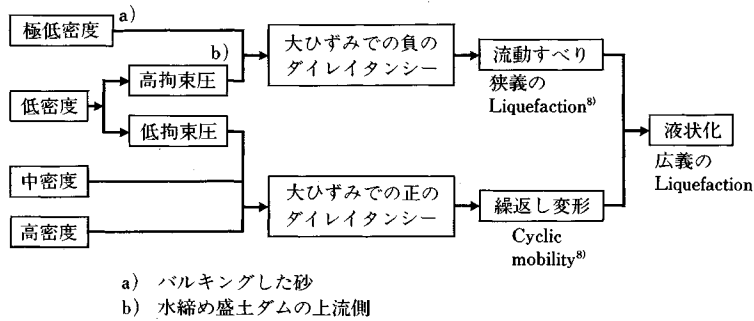 極低密度
a)
低密度
高拘束圧
b)
低拘束圧
中密度
高密度
大ひずみでの負の
ダイレイタンシー
大ひずみでの正の
ダイレイタンシー
流動すべり
狭義の
Liquefaction⁸⁾
繰返し変形
Cyclic
mobility⁸⁾
液状化
広義の
Liquefaction
a) バルキングした砂
b) 水締め盛土ダムの上流側